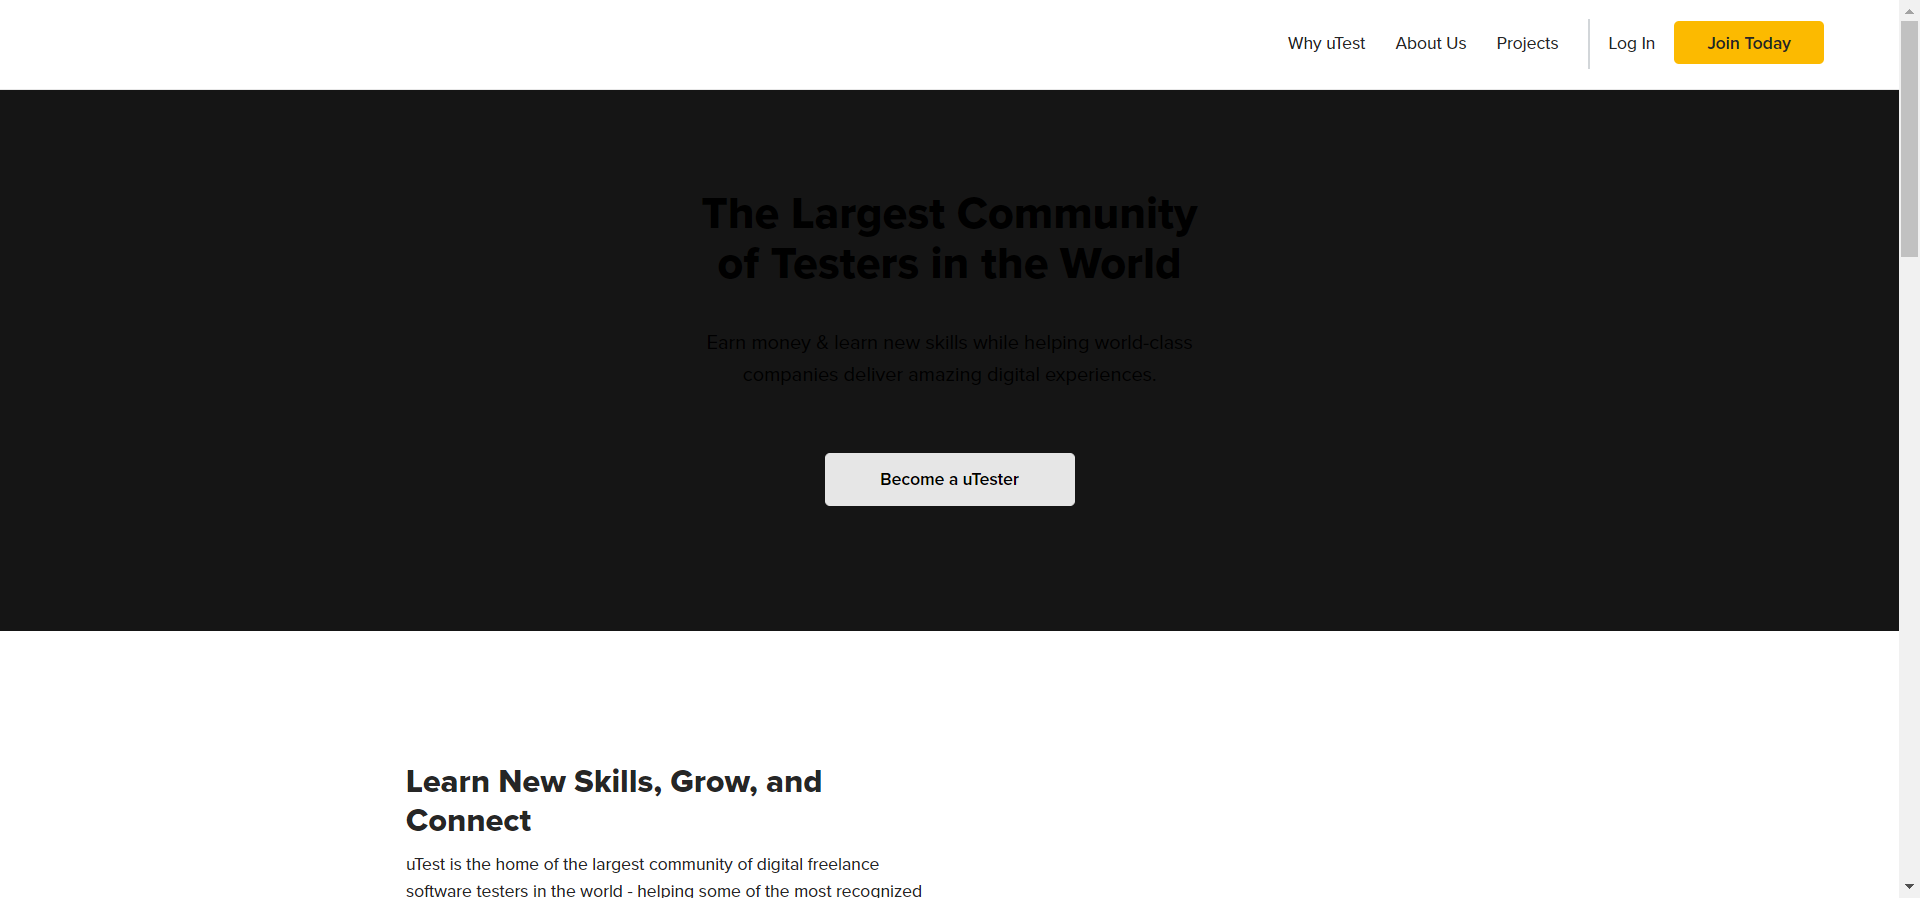 Why uTest
About Us
Projects
Log In
Join Today
The Largest Community
of Testers in the World
Earn money & learn new skills while helping world-class
companies deliver amazing digital experiences.
Become a uTester
Learn New Skills, Grow, and
Connect
uTest is the home of the largest community of digital freelance
software testers in the world - helping some of the most recognized